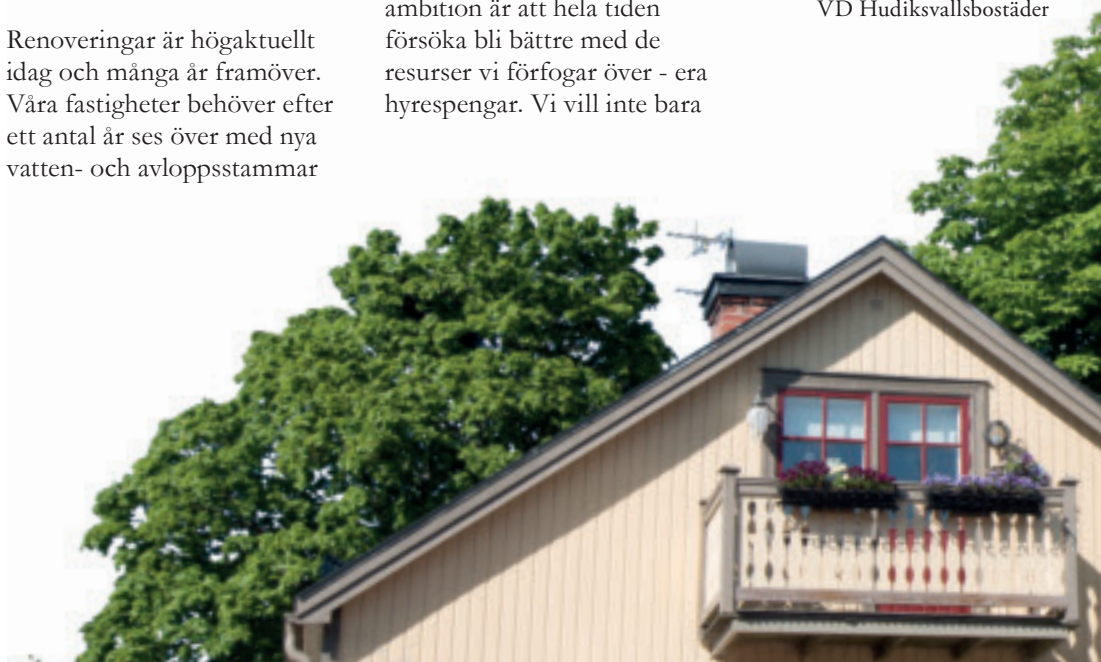 Renoveringar är högaktuellt
idag och många år framöver.
Våra fastigheter behöver efter
ett antal år ses över med nya
vatten- och avloppsstammar
ambition är att hela tiden
försöka bli bättre med de
resurser vi förfogar över - era
hyrespengar. Vi vill inte bara
VD Hudiksvallsbostäder